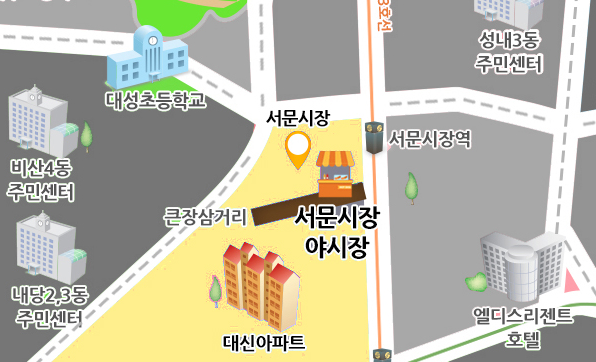 3호선
성내3동
주민센터
대성초등학교
서문시장
서문시장역
비산4동
주민센터
큰장삼거리
서문시장
야시장
내당2,3동
주민센터
엘디스리젠트
호텔
대신아파트